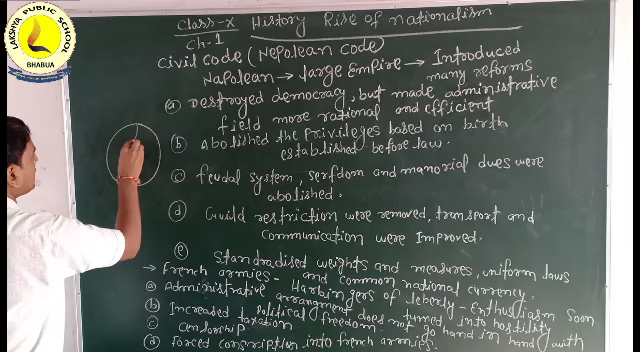 LAKSHYA PUBLIC SCHOOL
BHABUA
Class-X History Rise of nationalism
Ch-1
civil code (Nepolean code)
Napolean → large Empire → Introduced
many reforms
(a) Destroyed democracy, but made administrative
field more rational and efficient
(b) Abolished the privileges based on birth
established before law.
(c) feudal system, serfdom and manorial dues were
abolished.
(d) Guild restriction were removed, transport and
communication were Improved.
(e) Standradised weights and measures, uniform laws
and common national currency.
→ French armies - Harbingers of leberly - Enthusiasm soon
turned into hostility
(a) Administrative arrangment does not go hand in hand with
political freedom.
(b) Increased taxation
(c) censorship
(d) Forced conscription into french armies.